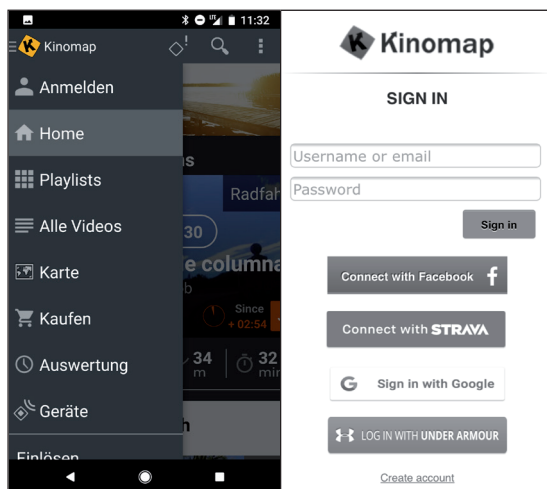 11:32
Kinomap
Anmelden
Home
Playlists
Alle Videos
Karte
Kaufen
Auswertung
Geräte
Einlösen
Radfah
30
e columna
Since
+ 02:54
34
m
32
min
h
Kinomap
SIGN IN
Username or email
Password
Sign in
Connect with Facebook
Connect with STRAVA
G Sign in with Google
LOG IN WITH UNDER ARMOUR
Create account